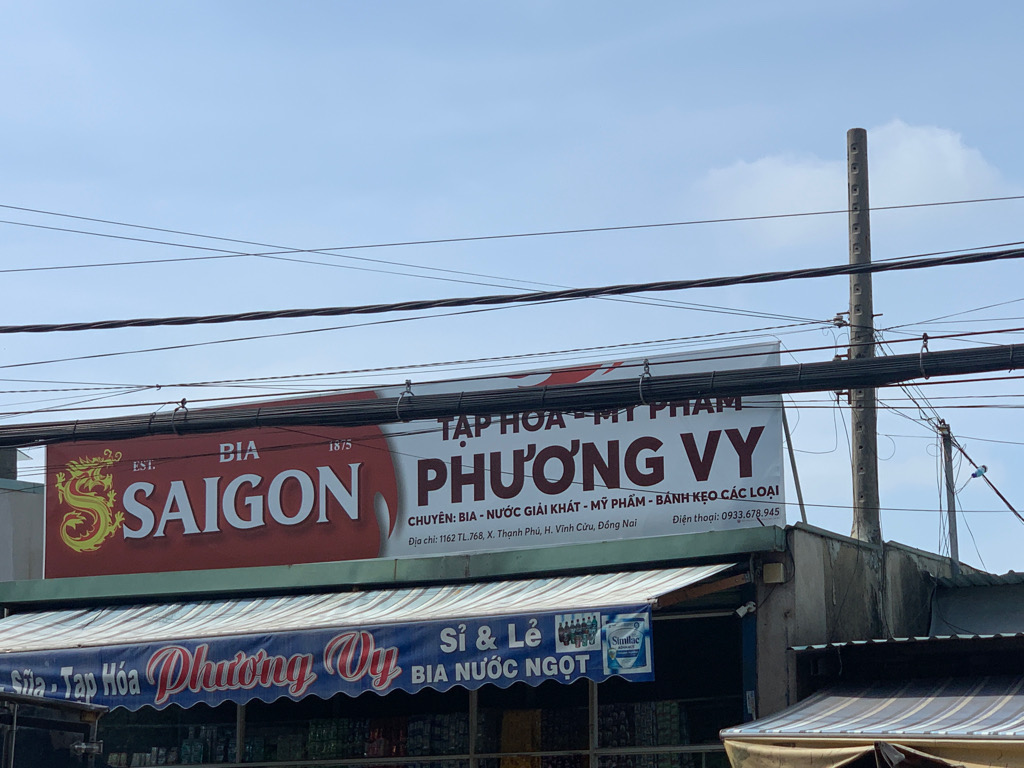 BIA
EST. 1875
SAIGON
TẠP HÓA - MỸ PHẨM
PHƯƠNG VY
CHUYÊN: BIA - NƯỚC GIẢI KHÁT - MỸ PHẨM - BÁNH KẸO CÁC LOẠI
Địa chỉ: 1162 TL.768, X. Thạnh Phú, H. Vĩnh Cửu, Đồng Nai
Điện thoại: 0933.678.945
Sữa - Tạp Hóa Phương Vy
SỈ & LẺ
BIA NƯỚC NGỌT
Similac